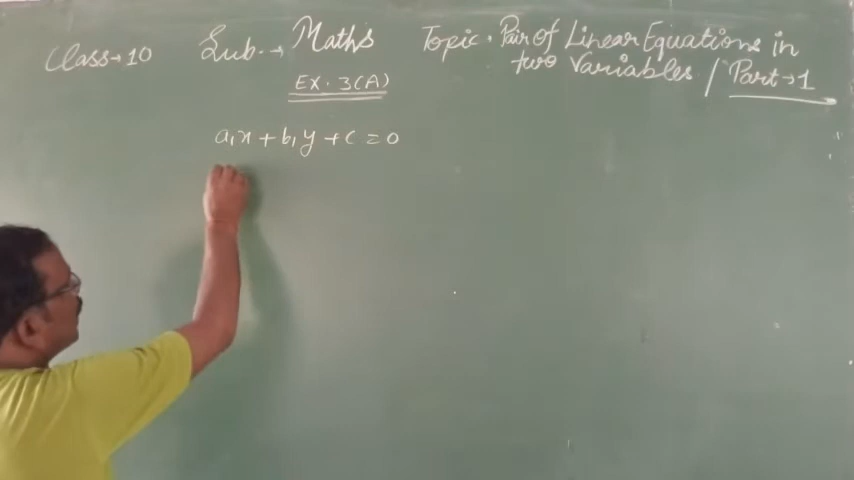 Class→10 Sub.→ Maths Topic. Pair of Linear Equations in
two Variables / Part→1
Ex. 3(A)
a₁x + b₁y + c = 0